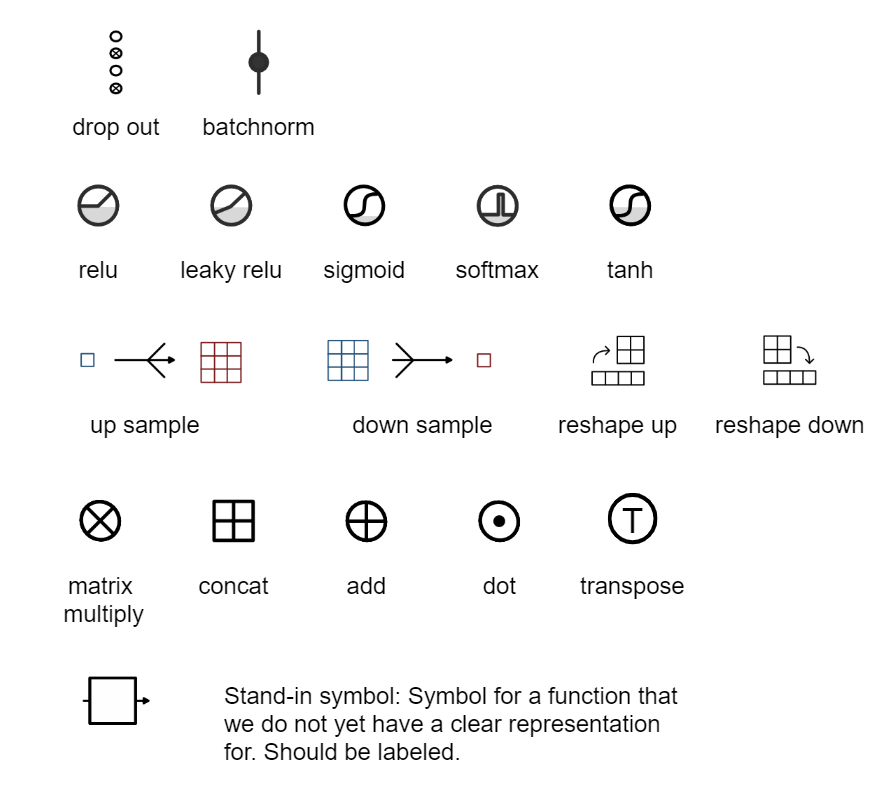 drop out
batchnorm
relu
leaky relu
sigmoid
softmax
tanh
up sample
down sample
reshape up
reshape down
T
matrix
multiply
concat
add
dot
transpose
Stand-in symbol: Symbol for a function that
we do not yet have a clear representation
for. Should be labeled.